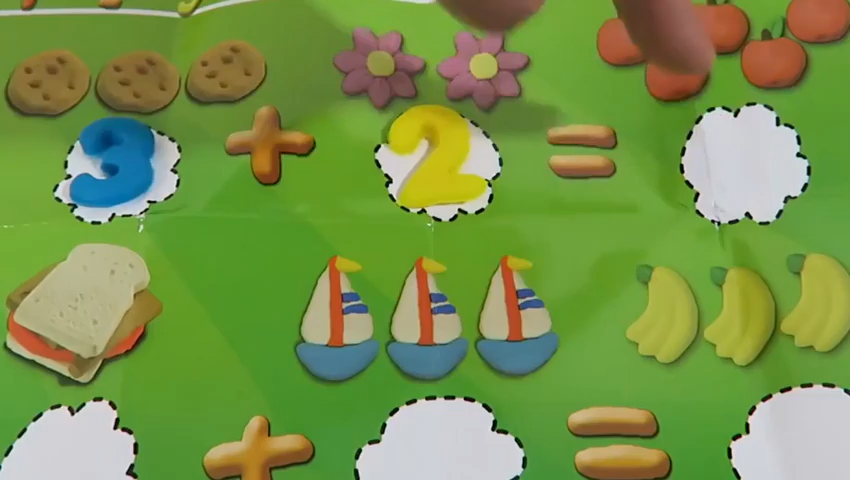 3 + 2 =
+ =